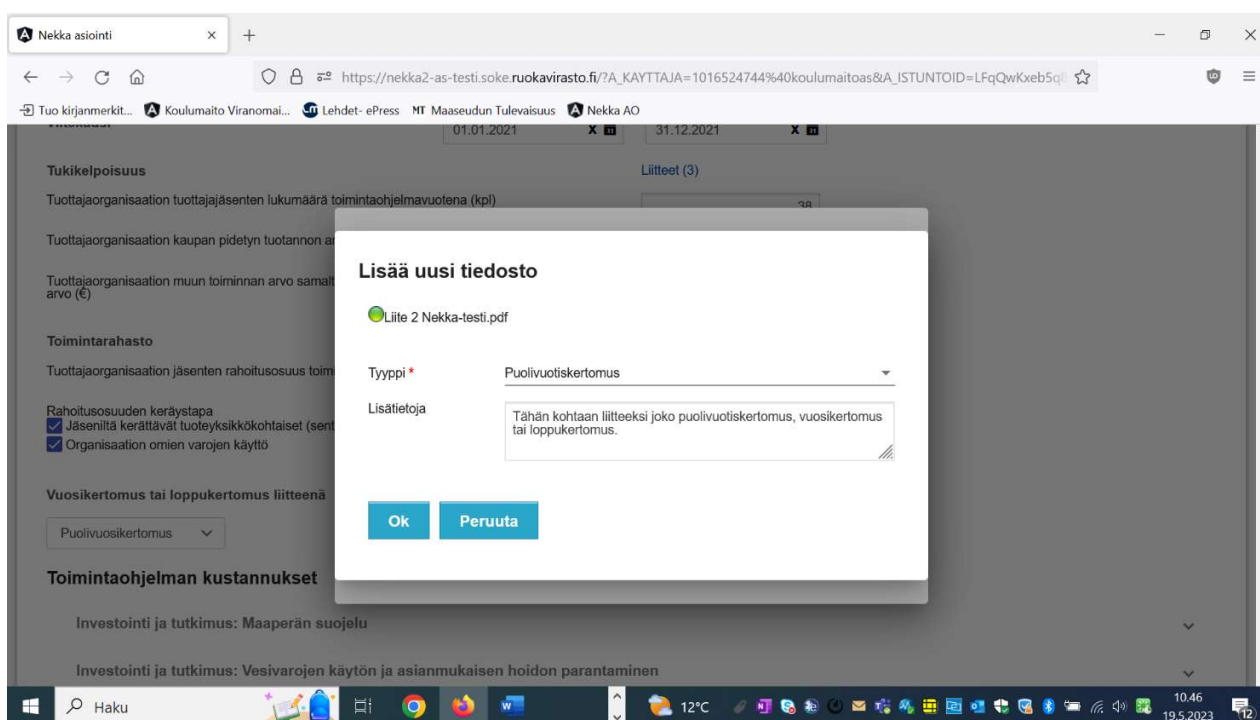 Nekka asiointi
https://nekka2-as-testi.soke.ruokavirasto.fi/?A_KAYTTAJA=1016524744%40koulumaitoas&A_ISTUNTOID=LFqQwKxeb5q
Tuo kirjanmerkit... Koulumaito Viranomai... Lehdet- ePress MT Maaseudun Tulevaisuus Nekka AO
01.01.2021 X 31.12.2021 X
Tukikelpoisuus Liitteet (3)
Tuottajaorganisaation tuottajajäsenten lukumäärä toimintaohjelmavuotena (kpl) 38
Tuottajaorganisaation kaupan pidetyn tuotannon
Tuottajaorganisaation muun toiminnan arvo
arvo (€)
Toimintarahasto
Tuottajaorganisaation jäsenten rahoitusosuus
Rahoitusosuuden keräystapa
Jäseniltä kerättävät tuoteyksikkökohtaiset
Organisaation omien varojen käyttö
Vuosikertomus tai loppukertomus liitteenä
Puolivuosikertomus
Lisää uusi tiedosto
Liite 2 Nekka-testi.pdf
Tyyppi * Puolivuotiskertomus
Lisätietoja Tähän kohtaan liitteeksi joko puolivuotiskertomus, vuosikertomus
tai loppukertomus.
Ok Peruuta
Toimintaohjelman kustannukset
Investointi ja tutkimus: Maaperän suojelu
Investointi ja tutkimus: Vesivarojen käytön ja asianmukaisen hoidon parantaminen
Haku 12°C 10.46
19.5.2023